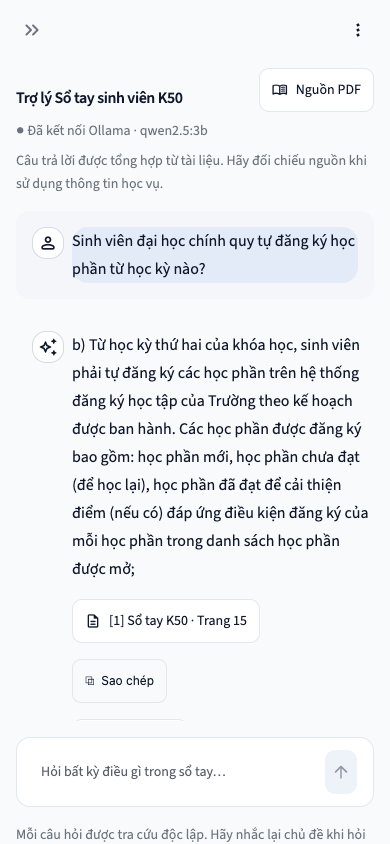 Nguồn PDF
Trợ lý Sổ tay sinh viên K50
Đã kết nối Ollama · qwen2.5:3b
Câu trả lời được tổng hợp từ tài liệu. Hãy đối chiếu nguồn khi
sử dụng thông tin học vụ.
Sinh viên đại học chính quy tự đăng ký học
phần từ học kỳ nào?
b) Từ học kỳ thứ hai của khóa học, sinh viên
phải tự đăng ký các học phần trên hệ thống
đăng ký học tập của Trường theo kế hoạch
được ban hành. Các học phần được đăng ký
bao gồm: học phần mới, học phần chưa đạt
(để học lại), học phần đã đạt để cải thiện
điểm (nếu có) đáp ứng điều kiện đăng ký của
mỗi học phần trong danh sách học phần
được mở;
[1] Sổ tay K50 · Trang 15
Sao chép
Hỏi bất kỳ điều gì trong sổ tay…
Mỗi câu hỏi được tra cứu độc lập. Hãy nhắc lại chủ đề khi hỏi